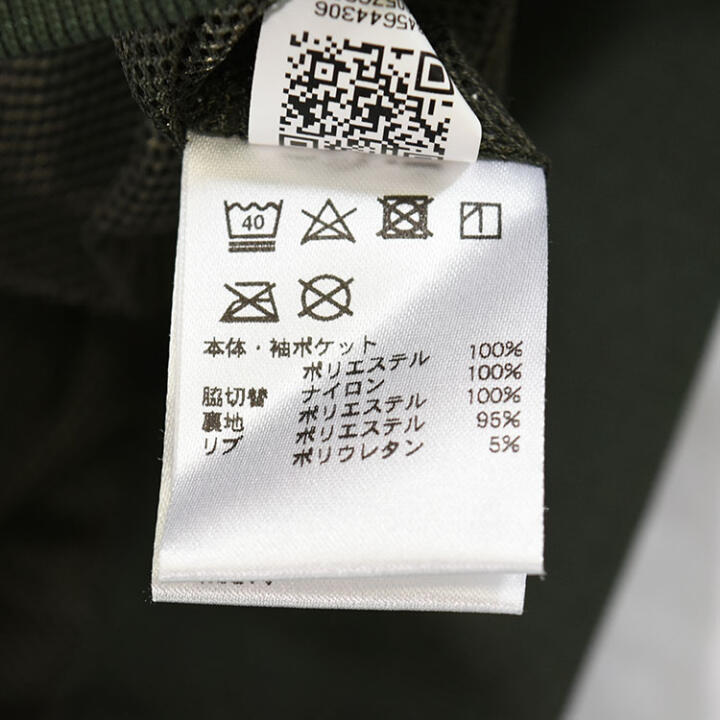 45644306
40
本体・袖ポケット
ポリエステル 100%
脇切替 ナイロン 100%
裏地 ポリエステル 100%
リブ ポリエステル 95%
ポリウレタン 5%